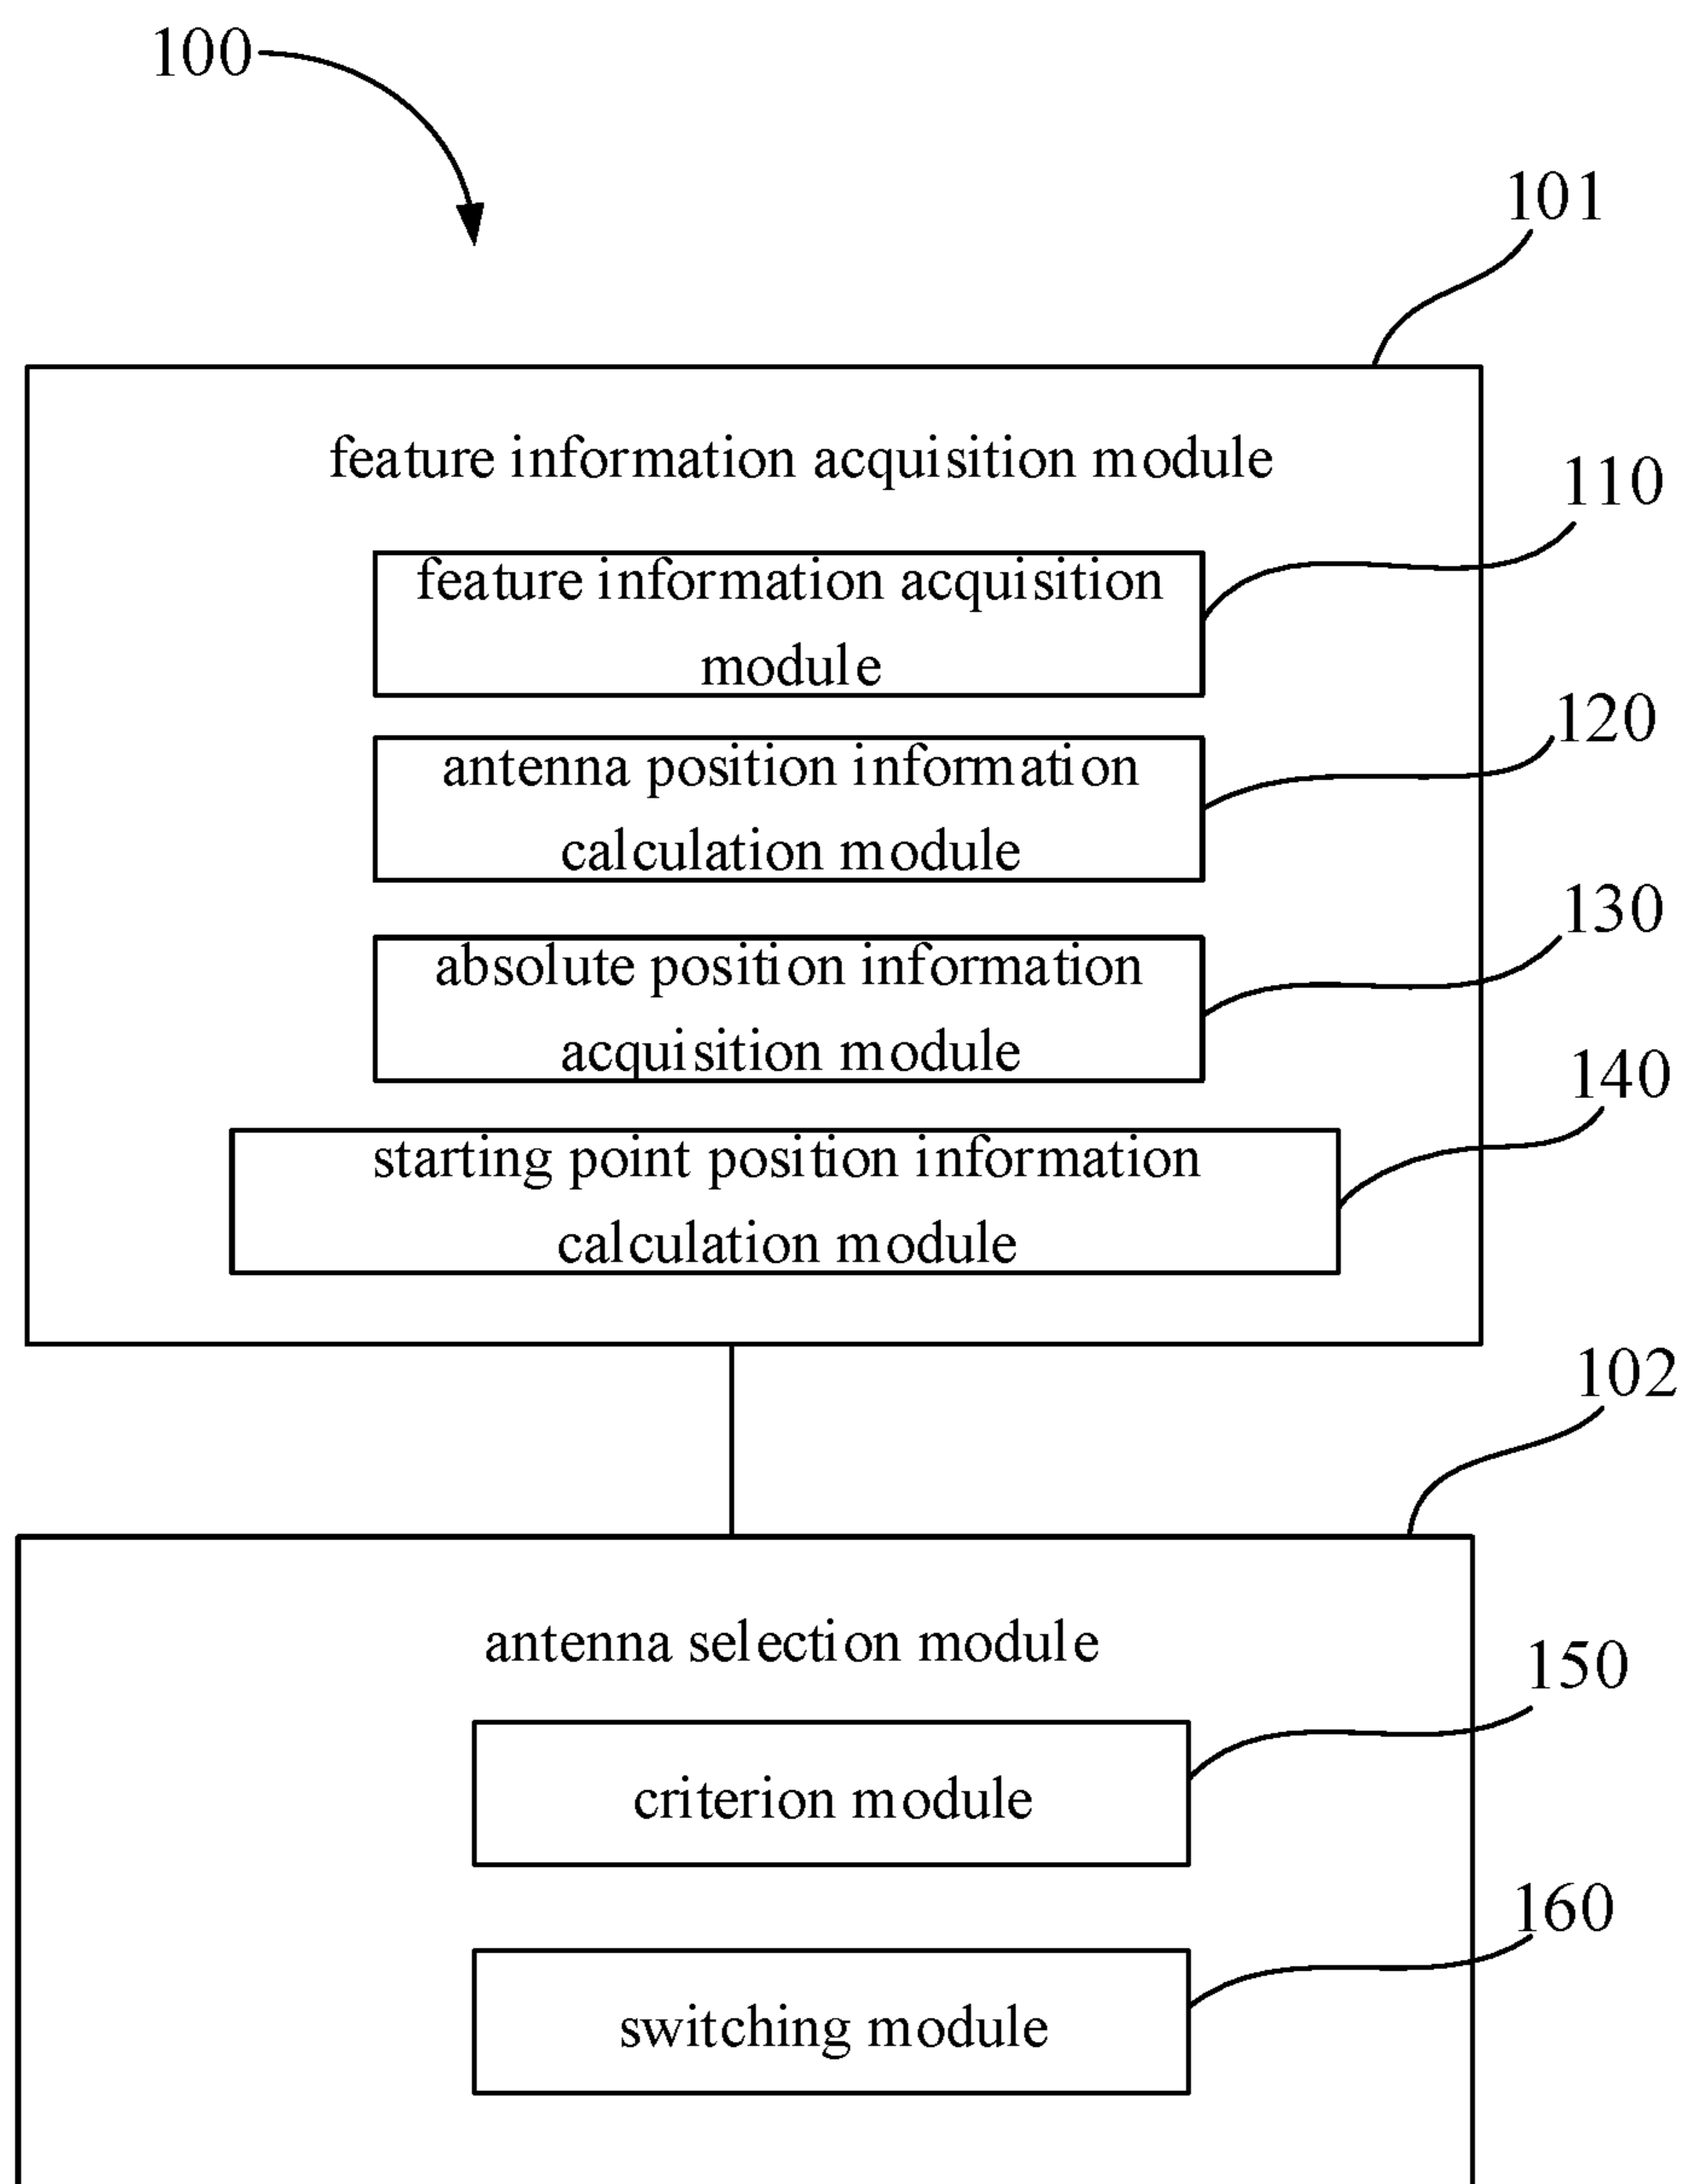 100
101
feature information acquisition module
110
feature information acquisition
module
120
antenna position information
calculation module
130
absolute position information
acquisition module
140
starting point position information
calculation module
102
antenna selection module
150
criterion module
160
switching module